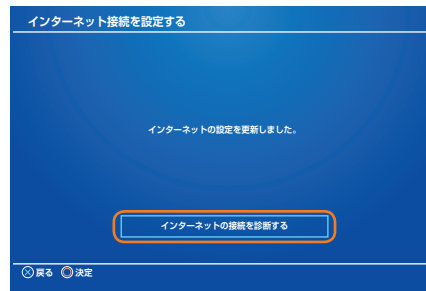 インターネット接続を設定する
インターネットの設定を更新しました。
インターネットの接続を診断する
戻る 決定